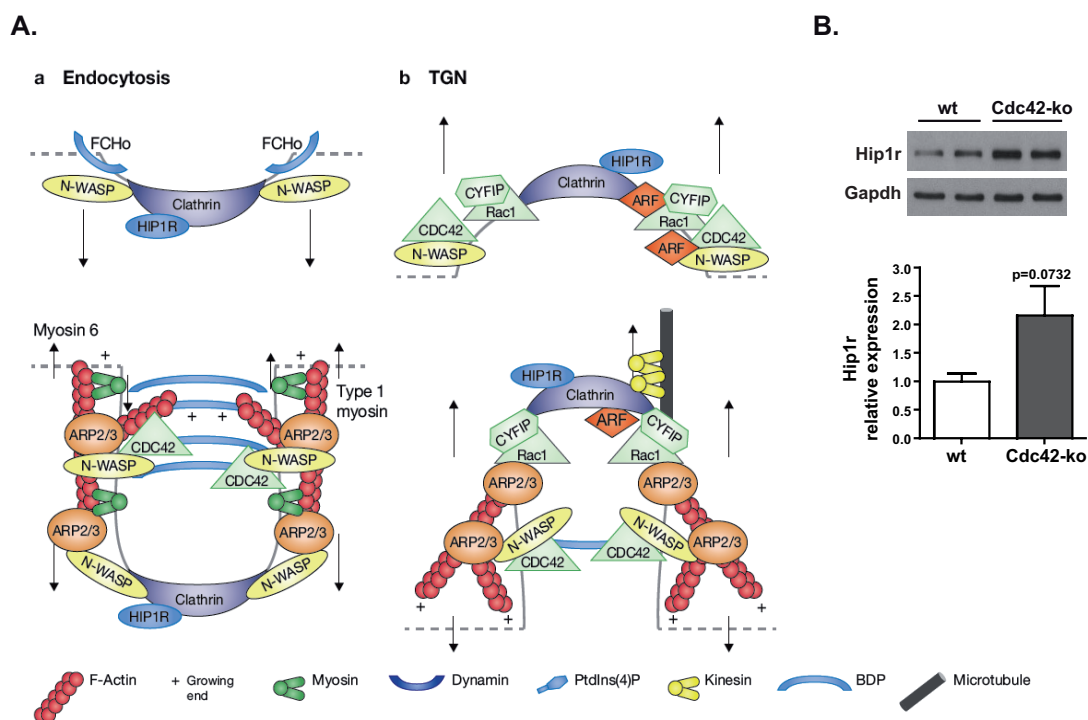 A.
B.
a Endocytosis
b TGN
FCHo
FCHo
N-WASP
N-WASP
Clathrin
HIP1R
HIP1R
Clathrin
CYFIP
Rac1
ARF
CYFIP
Rac1
CDC42
CDC42
ARF
N-WASP
N-WASP
Myosin 6
+
+
Type 1
myosin
+ +
ARP2/3
ARP2/3
CDC42
N-WASP
N-WASP
CDC42
ARP2/3
ARP2/3
N-WASP
N-WASP
Clathrin
HIP1R
HIP1R
Clathrin
ARF
CYFIP
CYFIP
Rac1
Rac1
ARP2/3
ARP2/3
ARP2/3
N-WASP
N-WASP
ARP2/3
CDC42
CDC42
+
+
+
+
wt Cdc42-ko
Hip1r
Gapdh
Hip1r
relative expression
3.0
2.5
2.0
1.5
1.0
0.5
0.0
p=0.0732
wt Cdc42-ko
F-Actin
+ Growing
end
Myosin
Dynamin
PtdIns(4)P
Kinesin
BDP
Microtubule